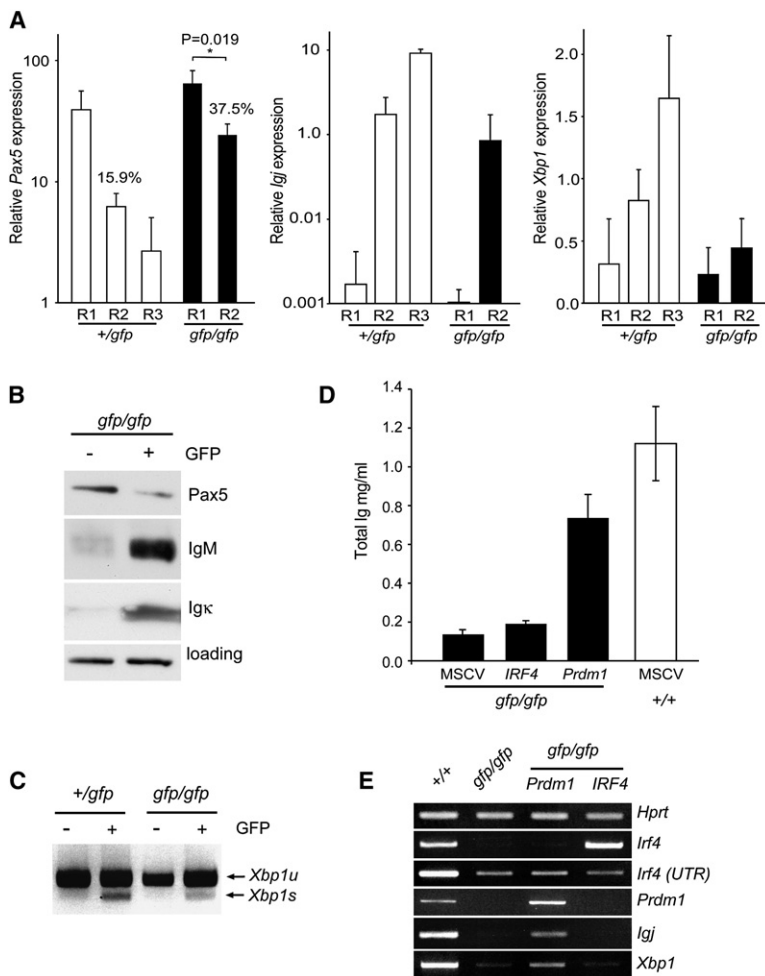 A
Relative Pax5 expression
100
10
1
P=0.019
*
15.9%
37.5%
R1 R2 R3 R1 R2
+/gfp gfp/gfp
Relative Igj expression
10
1.0
0.01
0.001
R1 R2 R3 R1 R2
+/gfp gfp/gfp
Relative Xbp1 expression
2.0
1.5
1.0
0.5
0.0
R1 R2 R3 R1 R2
+/gfp gfp/gfp
B
gfp/gfp
- + GFP
Pax5
IgM
Igκ
loading
D
Total Ig mg/ml
1.4
1.2
1.0
0.8
0.6
0.4
0.2
0.0
MSCV IRF4 Prdm1 MSCV
gfp/gfp +/+
C
+/gfp gfp/gfp
- + - + GFP
Xbp1u
Xbp1s
E
+/+ gfp/gfp gfp/gfp
Prdm1 IRF4
Hprt
Irf4
Irf4 (UTR)
Prdm1
Igj
Xbp1